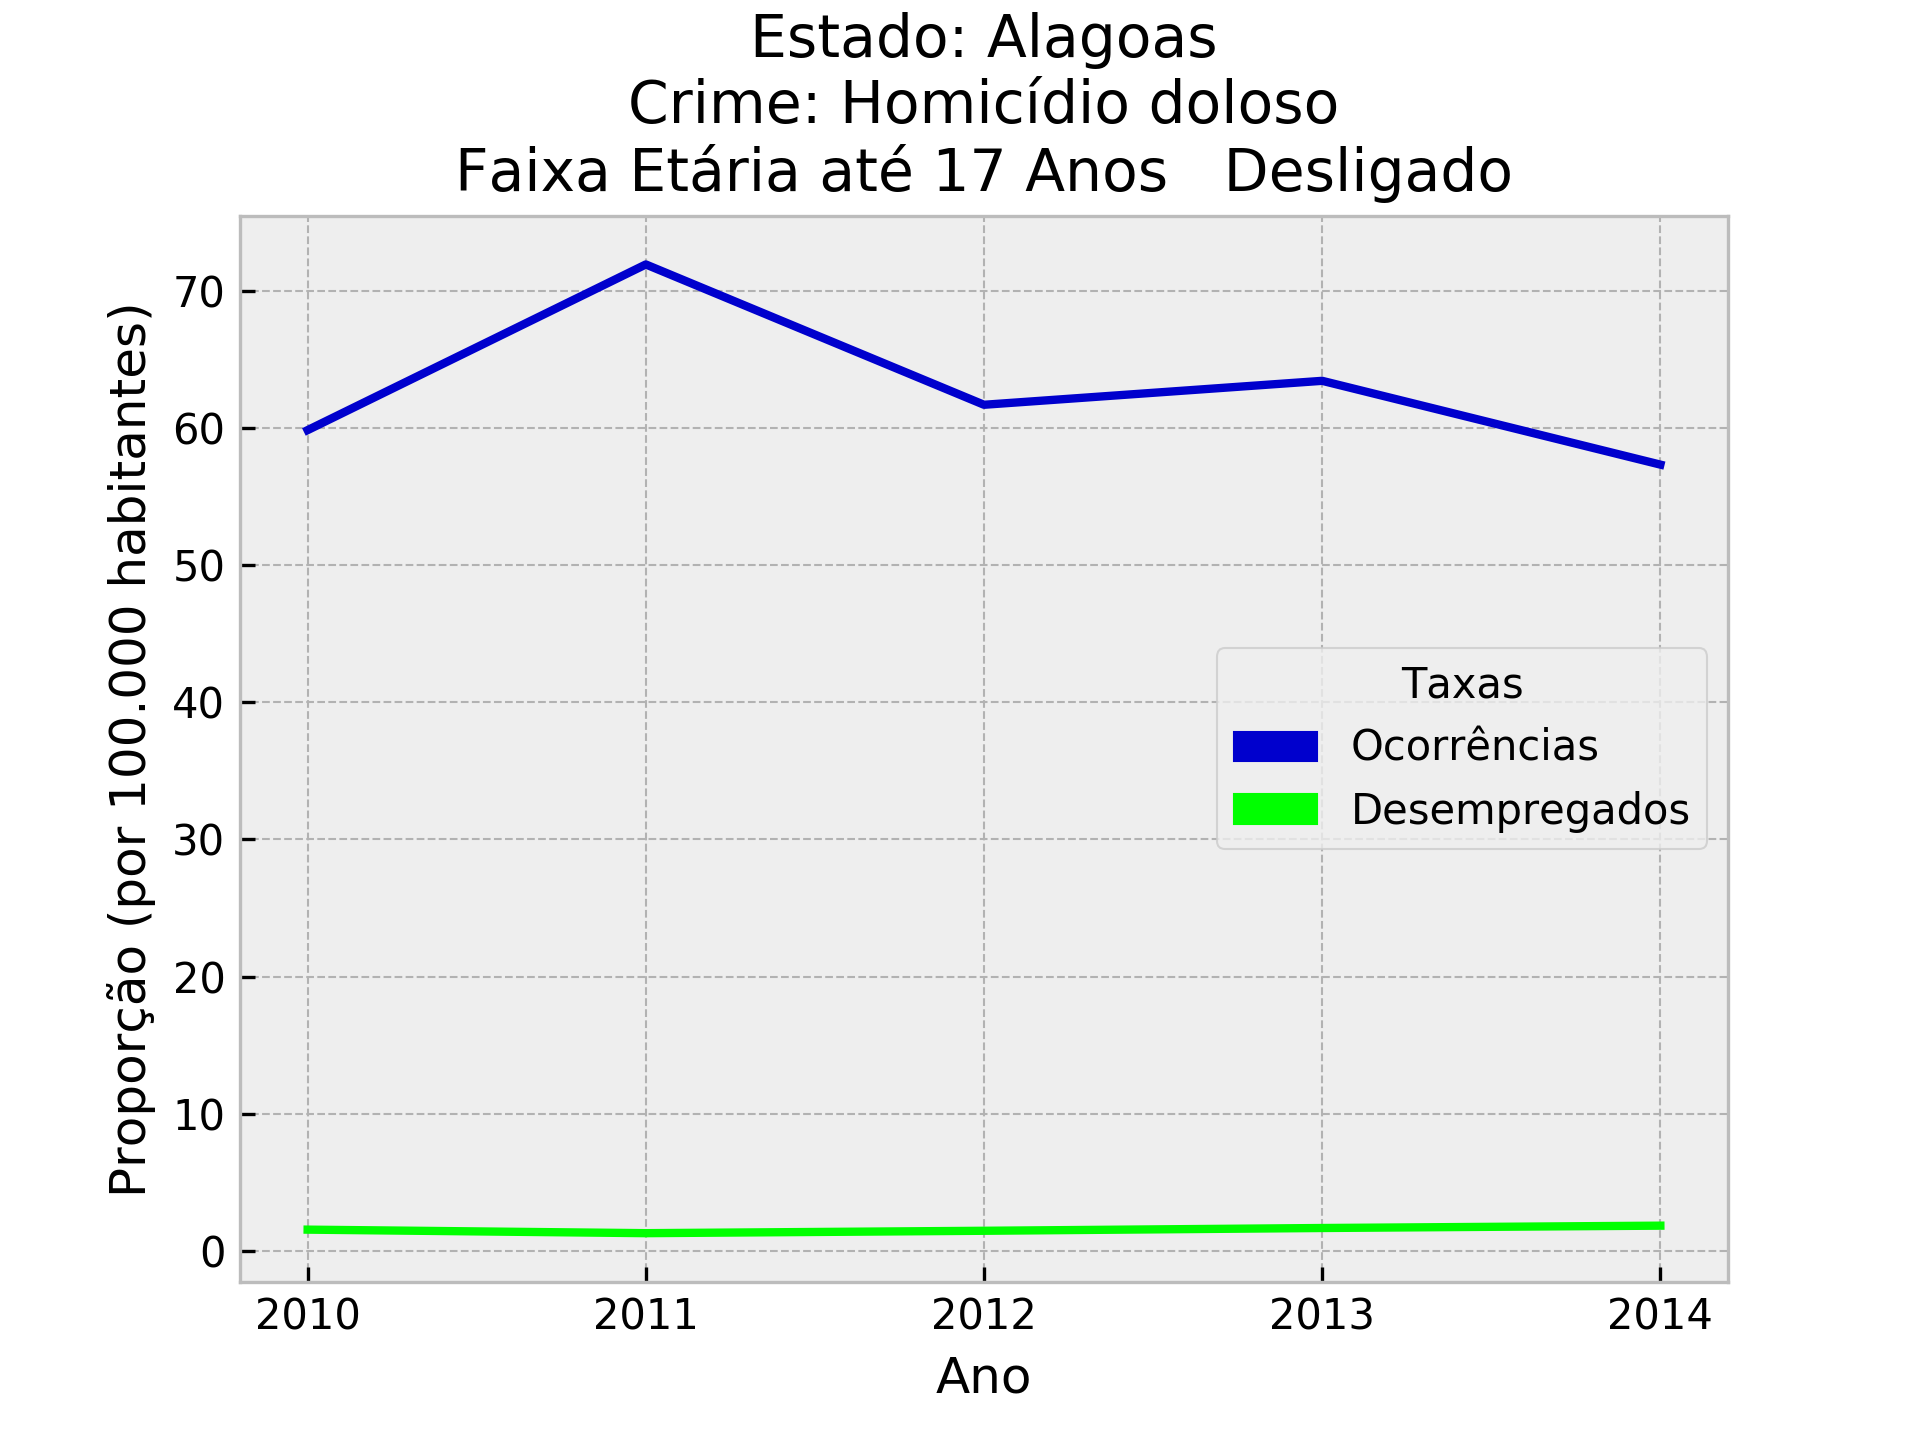 Estado: Alagoas
Crime: Homicídio doloso
Faixa Etária até 17 Anos   Desligado
Proporção (por 100.000 habitantes)
70
60
50
40
30
20
10
0
Taxas
Ocorrências
Desempregados
2010
2011
2012
2013
2014
Ano